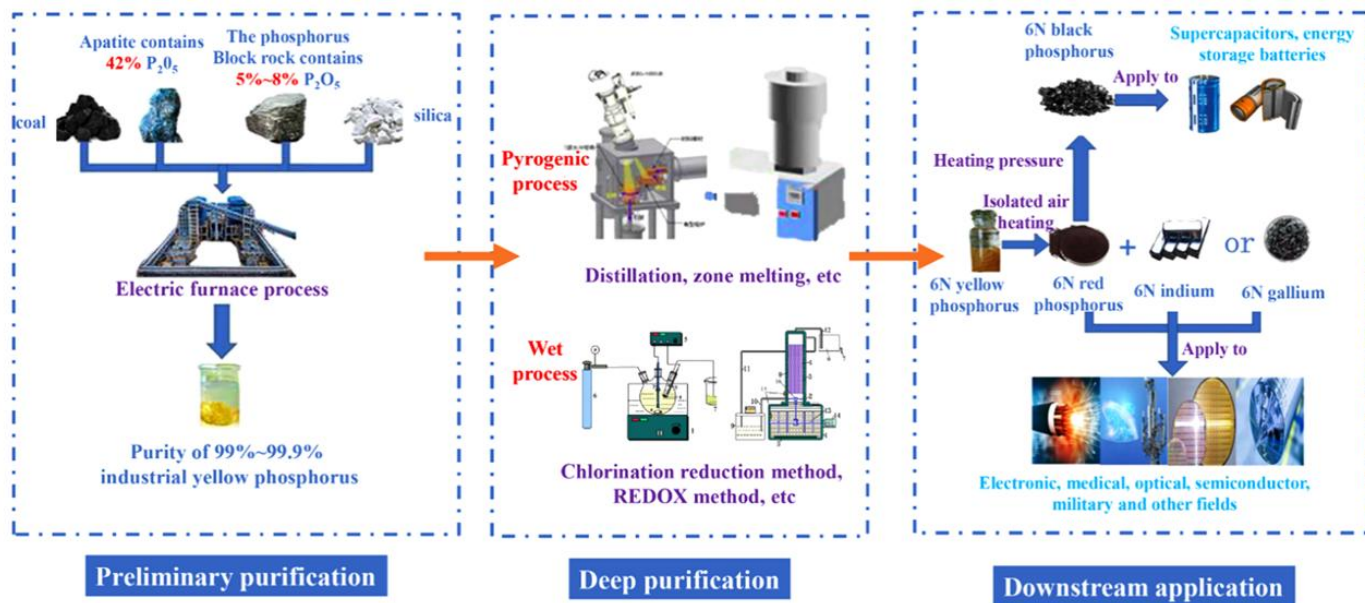 Apatite contains
42% P₂0₅
The phosphorus
Block rock contains
5%~8% P₂O₅
coal
silica
Electric furnace process
Purity of 99%~99.9%
industrial yellow phosphorus
Preliminary purification
Pyrogenic
process
Distillation, zone melting, etc
Wet
process
Chlorination reduction method,
REDOX method, etc
Deep purification
6N black
phosphorus
Supercapacitors, energy
storage batteries
Apply to
Heating pressure
Isolated air
heating
+
or
6N yellow
phosphorus
6N red
phosphorus
6N indium
6N gallium
Apply to
Electronic, medical, optical, semiconductor,
military and other fields
Downstream application